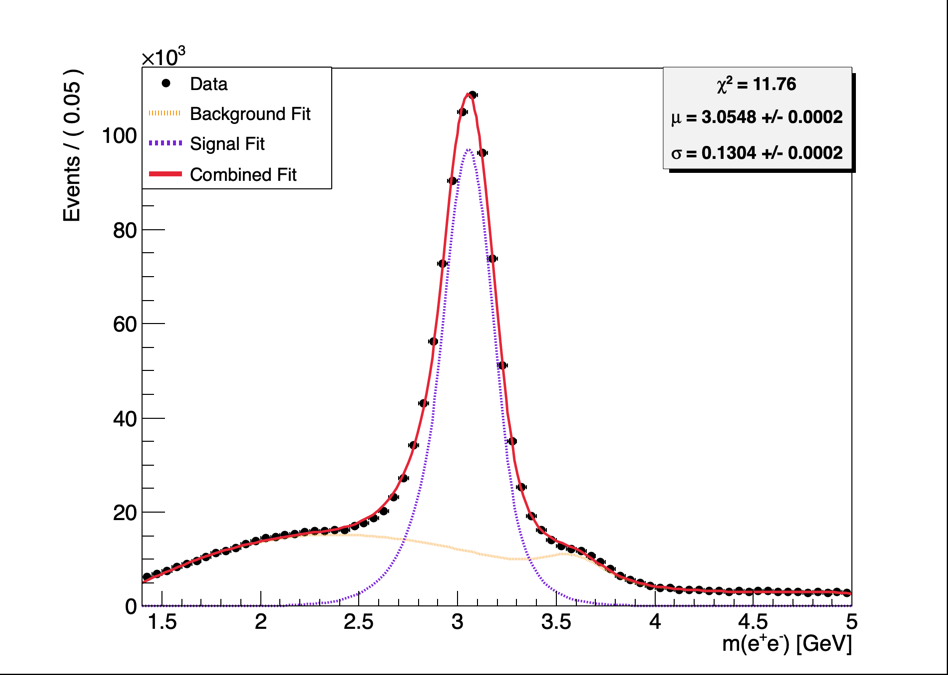 ×10³
Events / ( 0.05 )
Data
Background Fit
Signal Fit
Combined Fit
χ² = 11.76
μ = 3.0548 +/- 0.0002
σ = 0.1304 +/- 0.0002
100
80
60
40
20
0
1.5 2 2.5 3 3.5 4 4.5 5
m(e⁺e⁻) [GeV]